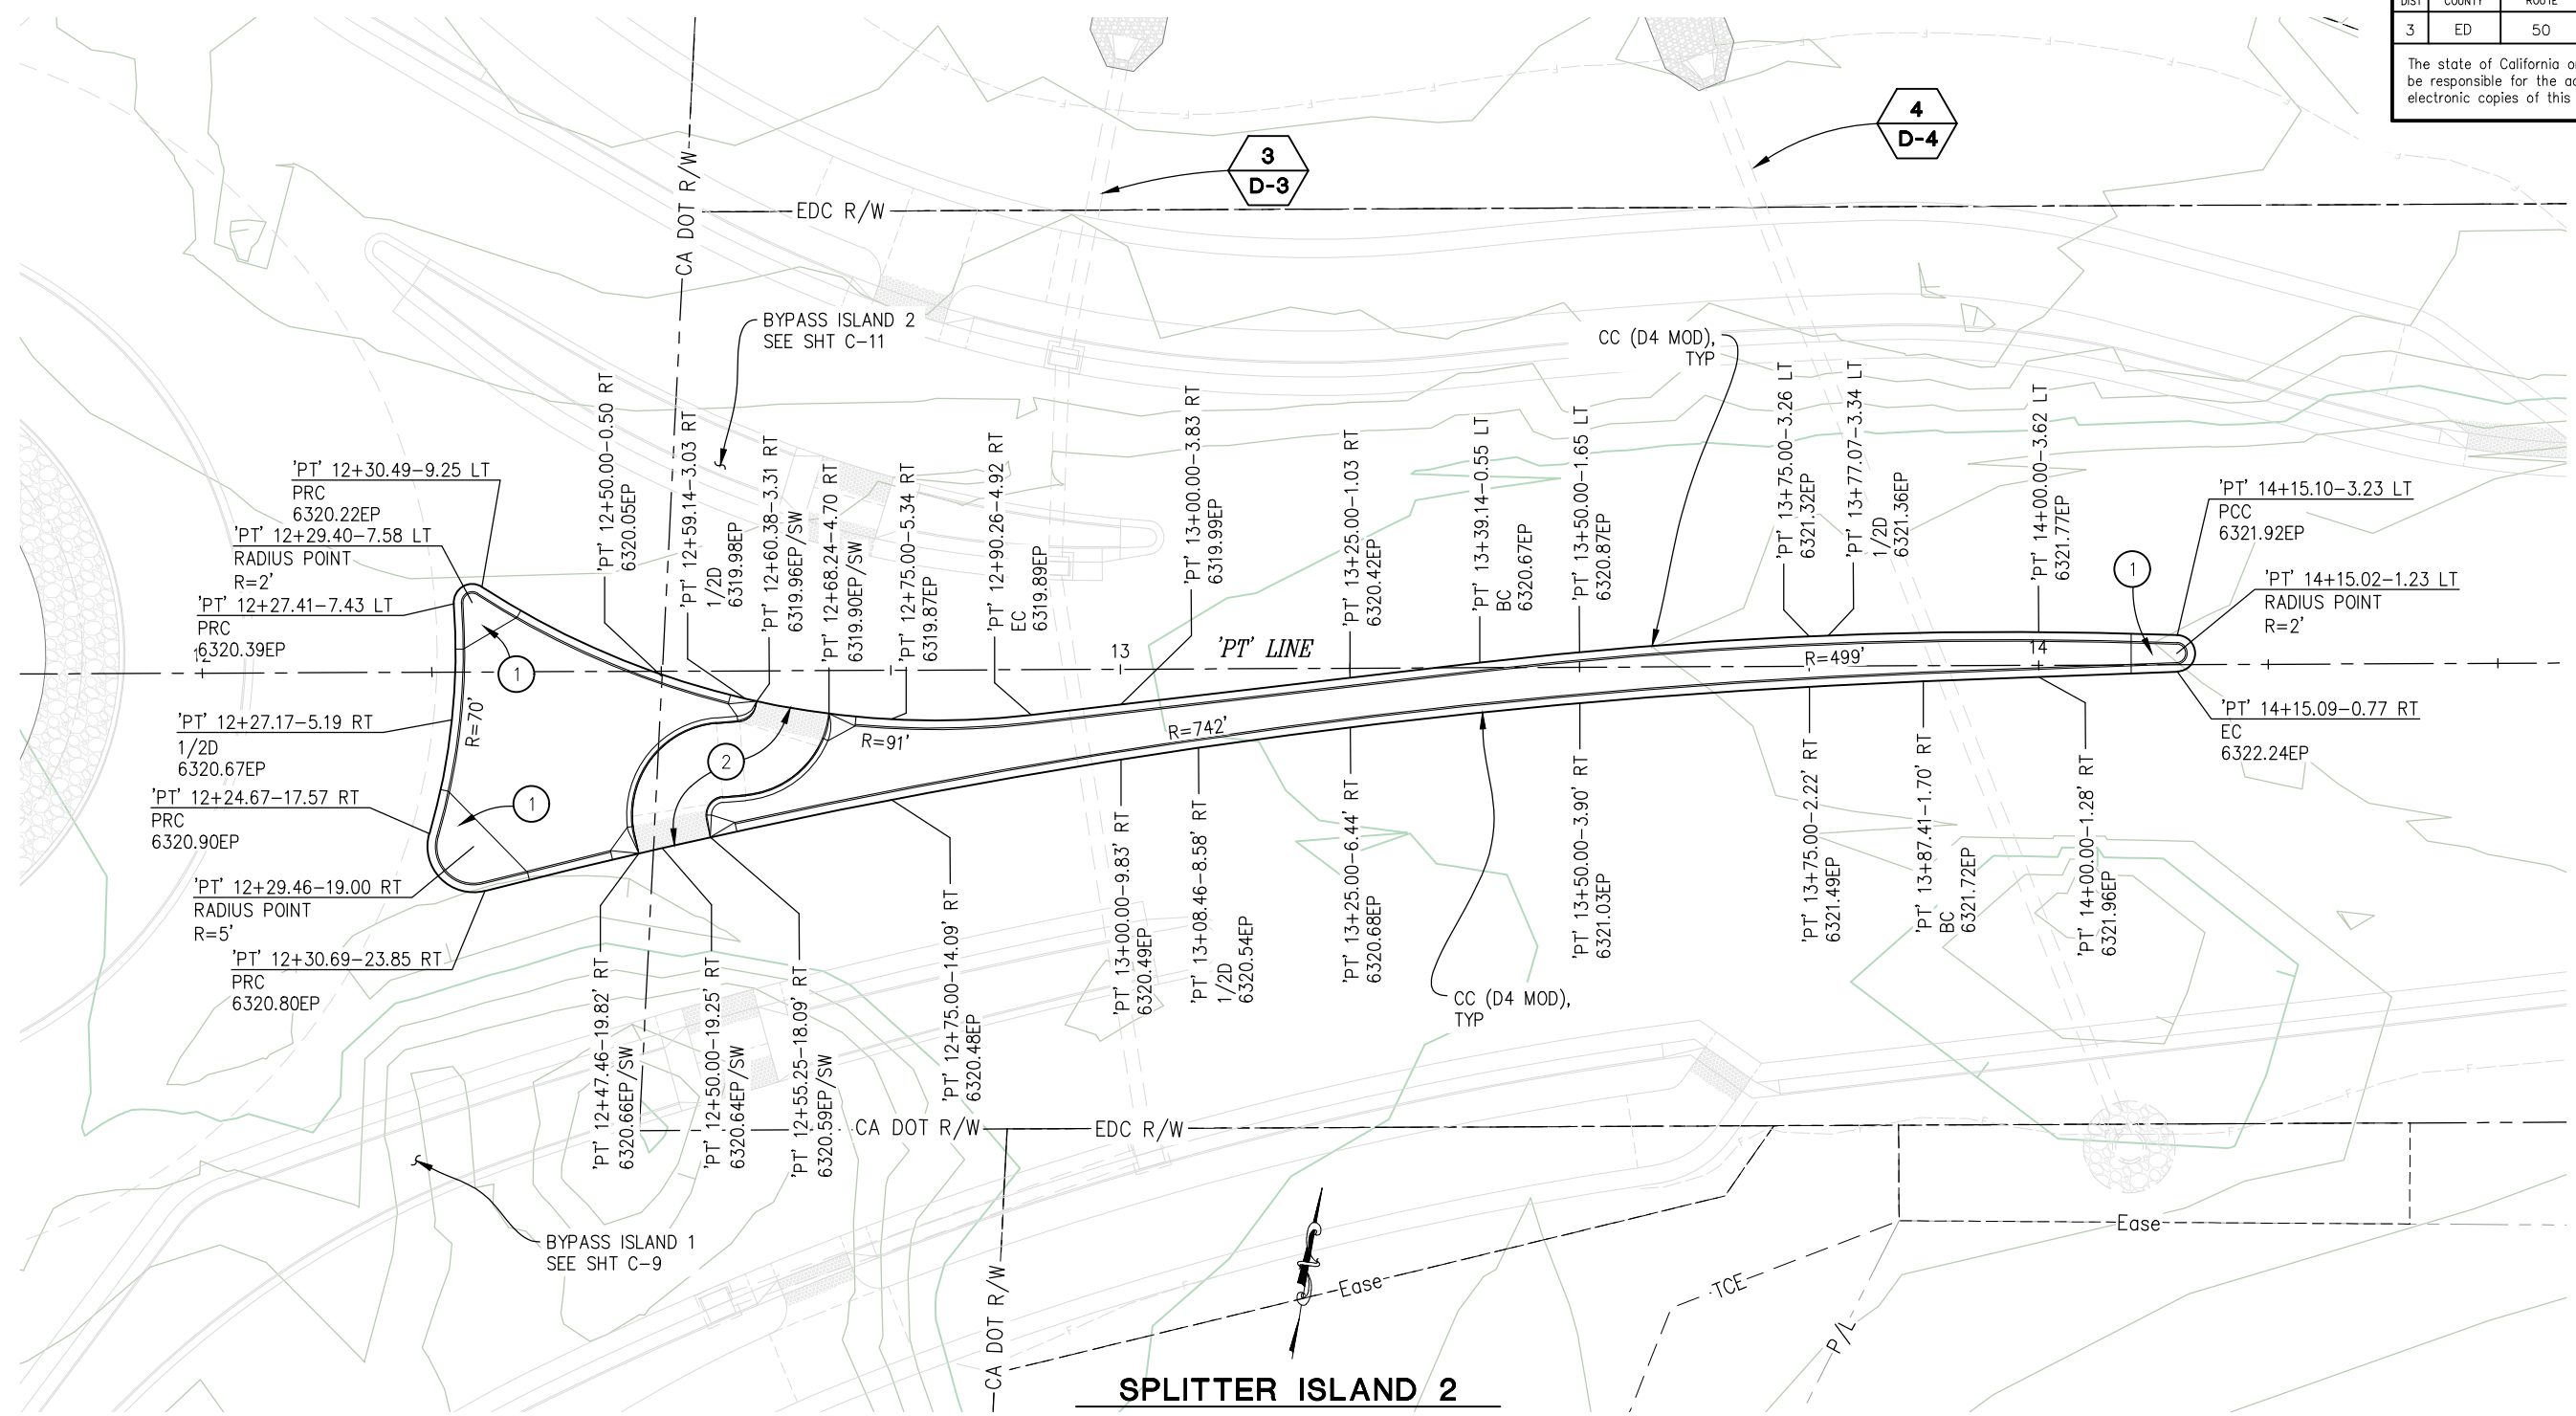 DIST COUNTY ROUTE
3 ED 50
The state of California o
be responsible for the a
electronic copies of this
4
D-4
3
D-3
CA DOT R/W
EDC R/W
BYPASS ISLAND 2
SEE SHT C-11
CC (D4 MOD),
TYP
'PT' 12+30.49-9.25 LT
PRC
6320.22EP
'PT' 12+29.40-7.58 LT
RADIUS POINT
R=2'
'PT' 12+27.41-7.43 LT
PRC
6320.39EP
12
'PT' 12+27.17-5.19 RT
1/2D
6320.67EP
'PT' 12+24.67-17.57 RT
PRC
6320.90EP
'PT' 12+29.46-19.00 RT
RADIUS POINT
R=5'
'PT' 12+30.69-23.85 RT
PRC
6320.80EP
'PT' 12+50.00-0.50 RT
6320.05EP
'PT' 12+59.14-3.03 RT
1/2D
6319.98EP
'PT' 12+60.38-3.31 RT
6319.96EP/SW
'PT' 12+68.24-4.70 RT
6319.90EP/SW
'PT' 12+75.00-5.34 RT
6319.87EP
'PT' 12+90.26-4.92 RT
EC
6319.89EP
'PT' 13+00.00-3.83 RT
6319.99EP
'PT' 13+25.00-1.03 RT
6320.42EP
'PT' 13+39.14-0.55 LT
BC
6320.67EP
'PT' 13+50.00-1.65 LT
6320.87EP
'PT' 13+75.00-3.26 LT
6321.32EP
'PT' 13+77.07-3.34 LT
1/2D
6321.36EP
'PT' 14+00.00-3.62 LT
6321.77EP
'PT' 14+15.10-3.23 LT
PCC
6321.92EP
'PT' 14+15.02-1.23 LT
RADIUS POINT
R=2'
'PT' 14+15.09-0.77 RT
EC
6322.24EP
1
1
1
2
13
'PT' LINE
14
R=70'
R=91'
R=742'
R=499'
'PT' 12+47.46-19.82' RT
6320.66EP/SW
'PT' 12+50.00-19.25' RT
6320.64EP/SW
'PT' 12+55.25-18.09' RT
6320.59EP/SW
'PT' 12+75.00-14.09' RT
6320.48EP
'PT' 13+00.00-9.83' RT
6320.49EP
'PT' 13+08.46-8.58' RT
1/2D
6320.54EP
'PT' 13+25.00-6.44' RT
6320.68EP
'PT' 13+50.00-3.90' RT
6321.03EP
'PT' 13+75.00-2.22' RT
6321.49EP
'PT' 13+87.41-1.70' RT
BC
6321.72EP
'PT' 14+00.00-1.28' RT
6321.96EP
CC (D4 MOD),
TYP
CA DOT R/W
EDC R/W
BYPASS ISLAND 1
SEE SHT C-9
CA DOT R/W
Ease
Ease
TCE
P/L
SPLITTER ISLAND 2